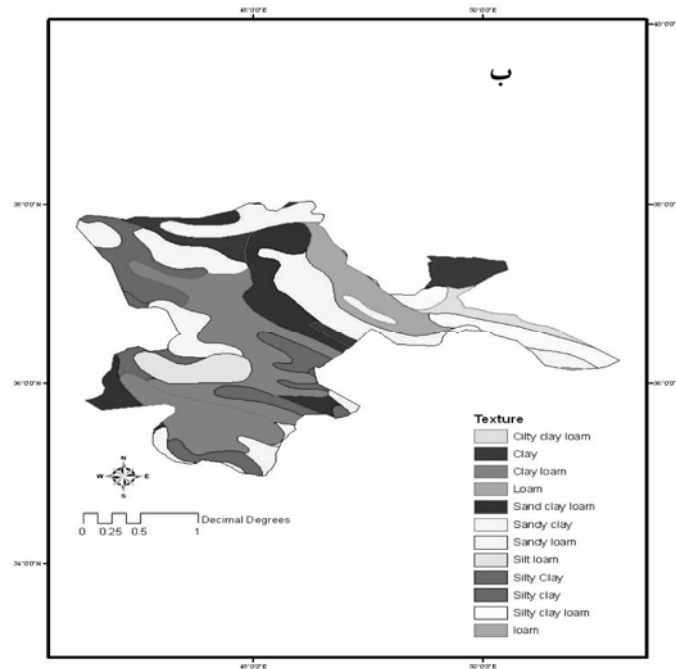 ب
Texture
Cilty clay loam
Clay
Clay loam
Loam
Sand clay loam
Sandy clay
Sandy loam
Silt loam
Silty Clay
Silty clay
Silty clay loam
loam
N
W E
S
Decimal Degrees
0 0.25 0.5 1